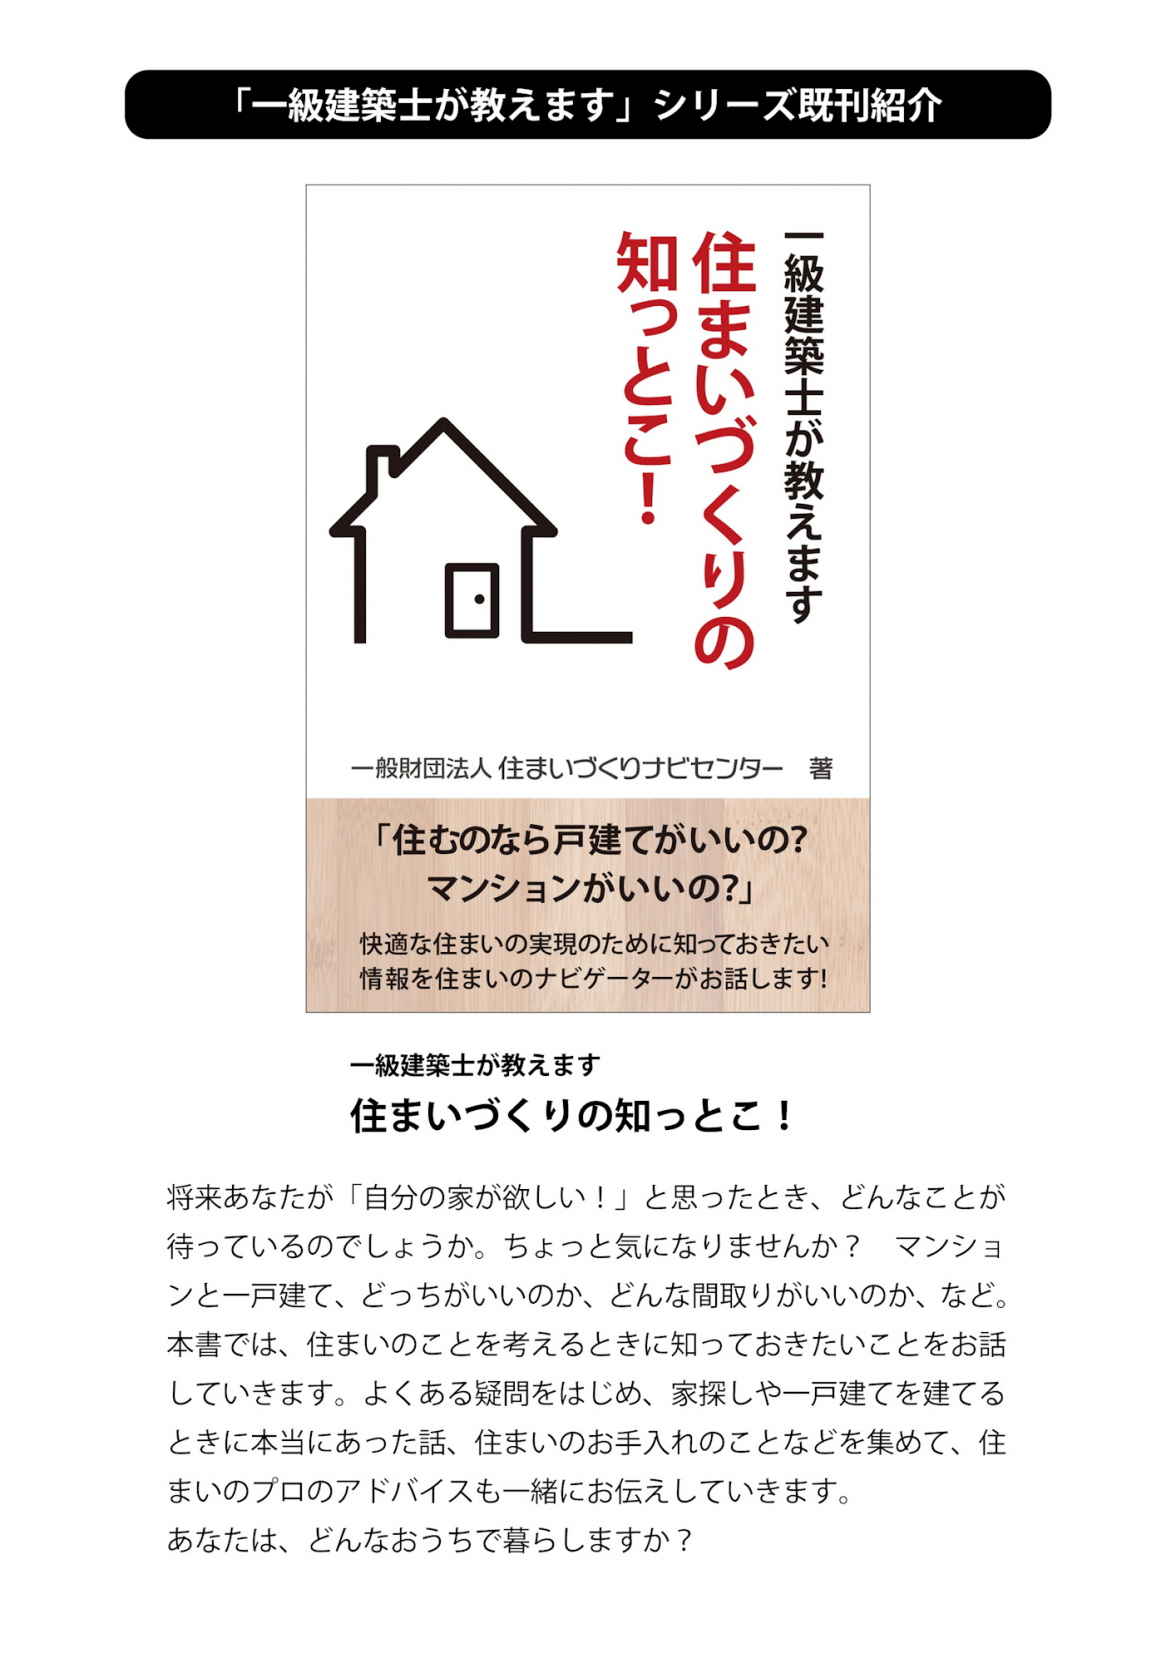 「一級建築士が教えます」シリーズ既刊紹介
一級建築士が教えます
住まいづくりの
知っとこ！
一般財団法人 住まいづくりナビセンター　著
「住むのなら戸建てがいいの?
マンションがいいの?」
快適な住まいの実現のために知っておきたい
情報を住まいのナビゲーターがお話します!
一級建築士が教えます
住まいづくりの知っとこ！
将来あなたが「自分の家が欲しい！」と思ったとき、どんなことが
待っているのでしょうか。ちょっと気になりませんか？　マンショ
ンと一戸建て、どっちがいいのか、どんな間取りがいいのか、など。
本書では、住まいのことを考えるときに知っておきたいことをお話
していきます。よくある疑問をはじめ、家探しや一戸建てを建てる
ときに本当にあった話、住まいのお手入れのことなどを集めて、住
まいのプロのアドバイスも一緒にお伝えしていきます。
あなたは、どんなおうちで暮らしますか？